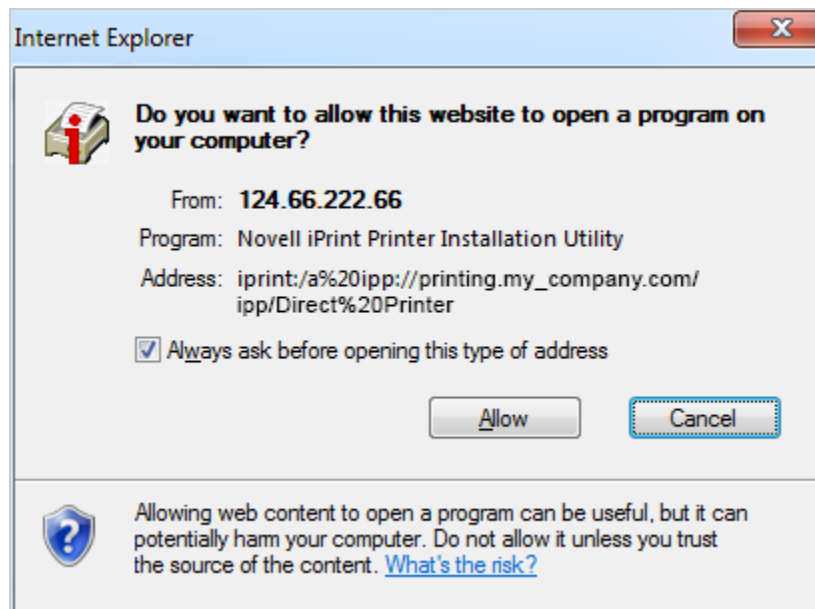 Internet Explorer
Do you want to allow this website to open a program on
your computer?
From: 124.66.222.66
Program: Novell iPrint Printer Installation Utility
Address: iprint:/a%20ipp://printing.my_company.com/
ipp/Direct%20Printer
Always ask before opening this type of address
Allow Cancel
Allowing web content to open a program can be useful, but it can
potentially harm your computer. Do not allow it unless you trust
the source of the content. What's the risk?